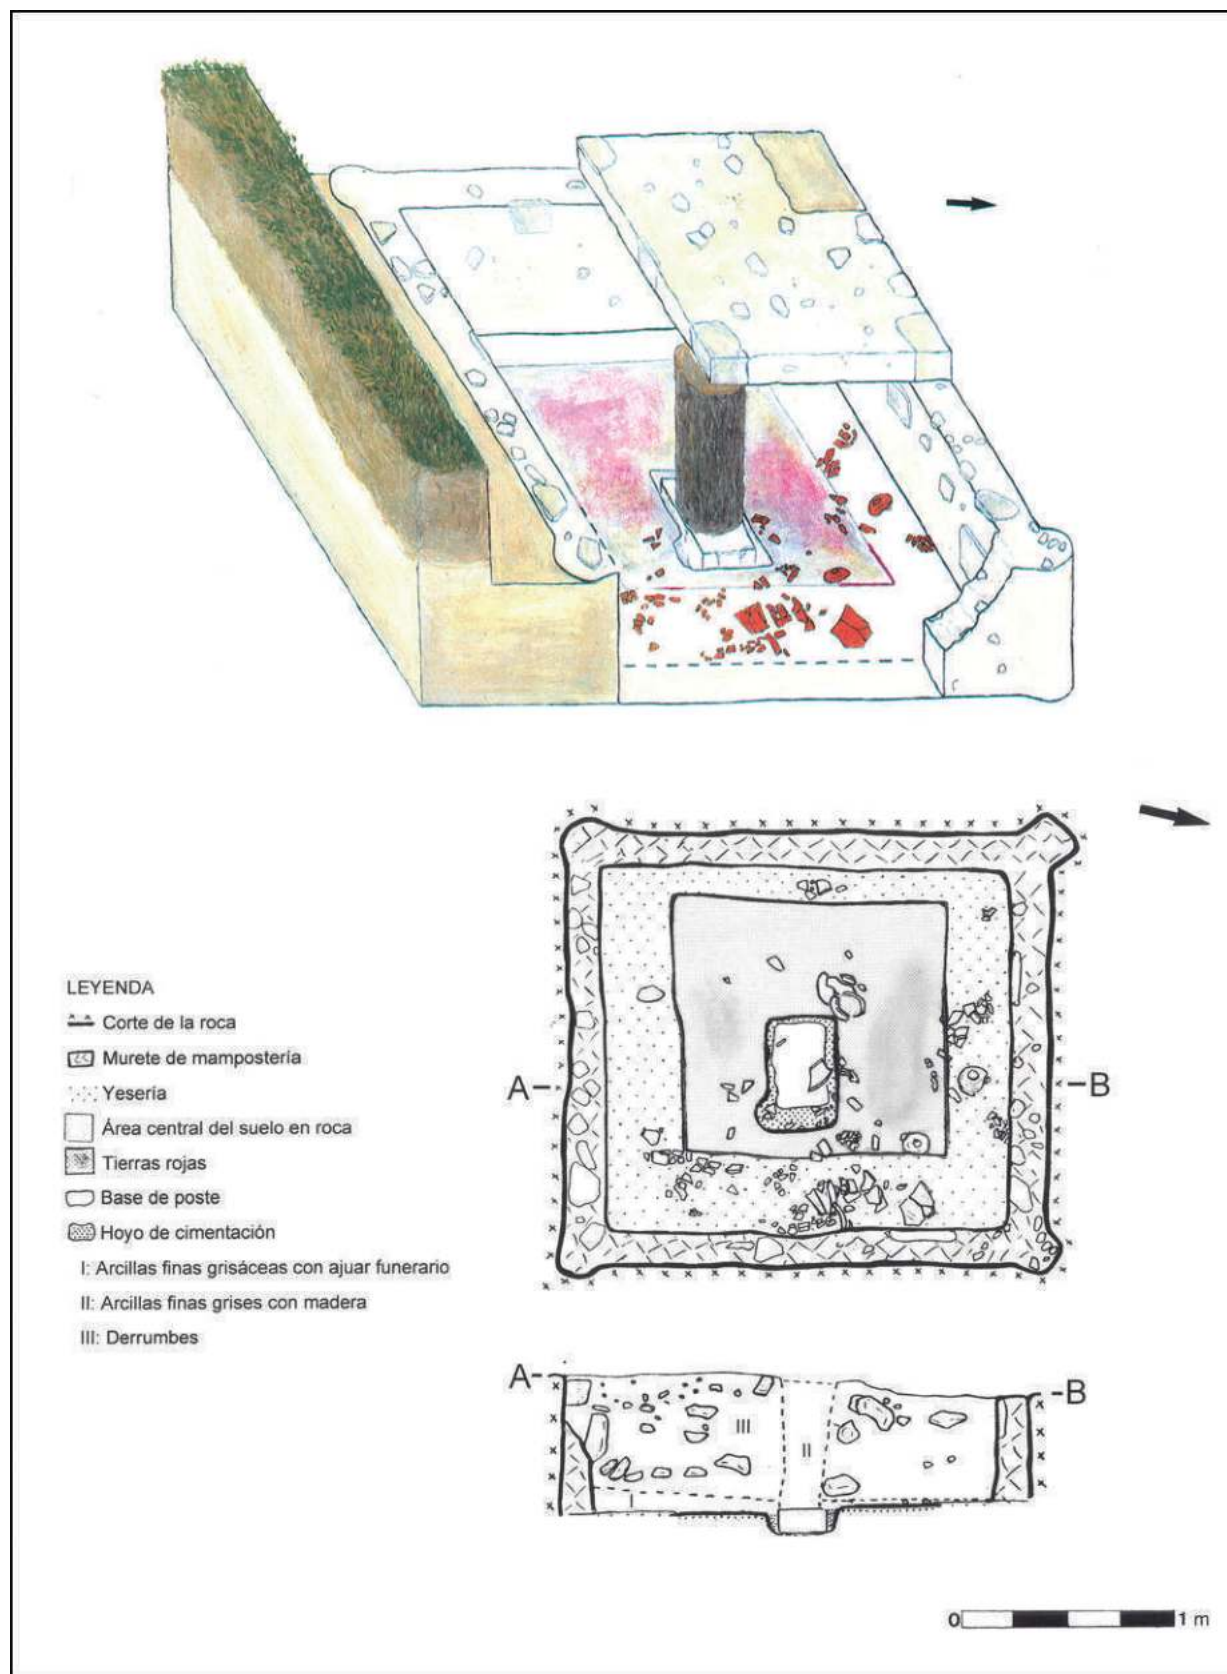 LEYENDA
Corte de la roca
Murete de mampostería
Yesería
Área central del suelo en roca
Tierras rojas
Base de poste
Hoyo de cimentación
I: Arcillas finas grisáceas con ajuar funerario
II: Arcillas finas grises con madera
III: Derrumbes
A
B
A
B
III
II
I
0 1 m